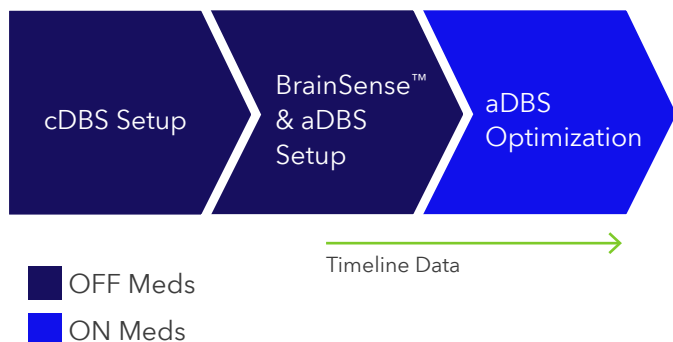 cDBS Setup
BrainSense™
& aDBS
Setup
aDBS
Optimization
Timeline Data
OFF Meds
ON Meds